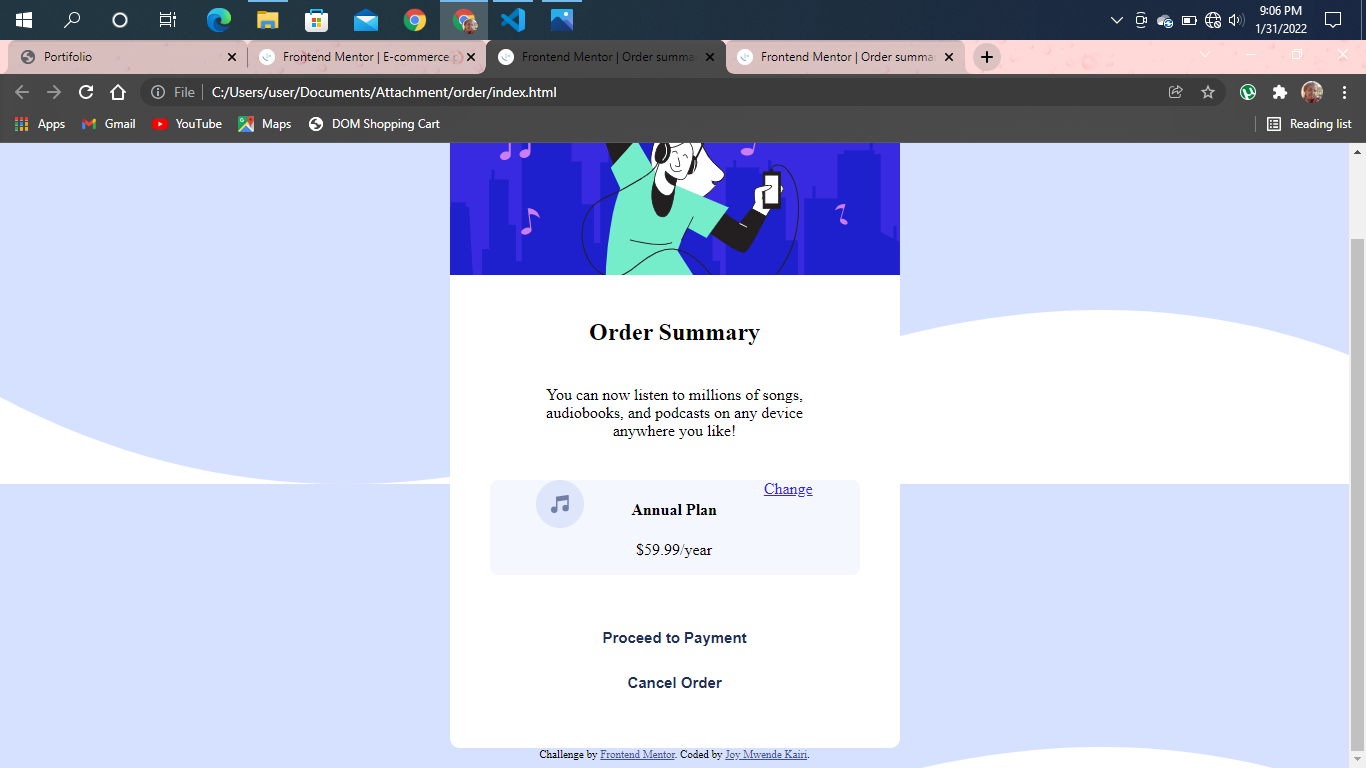 9:06 PM
1/31/2022
Portifolio
Frontend Mentor | E-commerce
Frontend Mentor | Order summa
Frontend Mentor | Order summar
File
C:/Users/user/Documents/Attachment/order/index.html
Apps
Gmail
YouTube
Maps
DOM Shopping Cart
Reading list
Order Summary
You can now listen to millions of songs,
audiobooks, and podcasts on any device
anywhere you like!
Change
Annual Plan
$59.99/year
Proceed to Payment
Cancel Order
Challenge by Frontend Mentor. Coded by Joy Mwende Kairi.